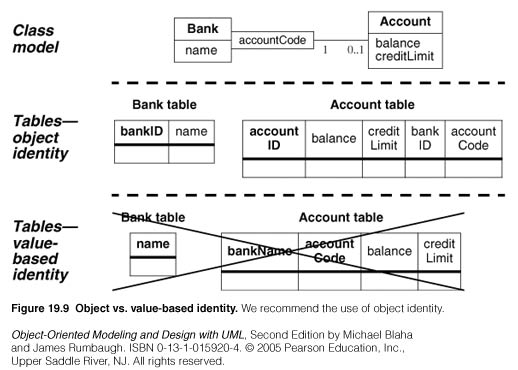 Class
model
Bank
name
accountCode
1
0..1
Account
balance
creditLimit
Tables—
object
identity
Bank table
bankID name
Account table
account
ID
balance
credit
Limit
bank
ID
account
Code
Tables—
value-
based
identity
Bank table
name
Account table
bankName
account
Code
balance
credit
Limit
Figure 19.9 Object vs. value-based identity. We recommend the use of object identity.
Object-Oriented Modeling and Design with UML, Second Edition by Michael Blaha
and James Rumbaugh. ISBN 0-13-1-015920-4. © 2005 Pearson Education, Inc.,
Upper Saddle River, NJ. All rights reserved.